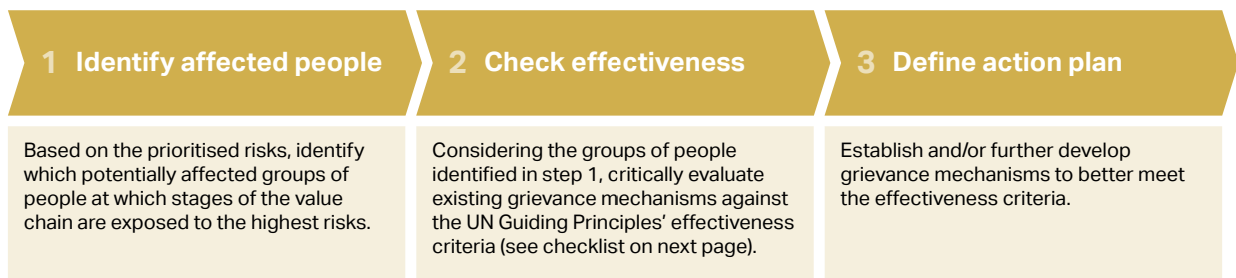 1 Identify affected people
Based on the prioritised risks, identify
which potentially affected groups of
people at which stages of the value
chain are exposed to the highest risks.
2 Check effectiveness
Considering the groups of people
identified in step 1, critically evaluate
existing grievance mechanisms against
the UN Guiding Principles’ effectiveness
criteria (see checklist on next page).
3 Define action plan
Establish and/or further develop
grievance mechanisms to better meet
the effectiveness criteria.